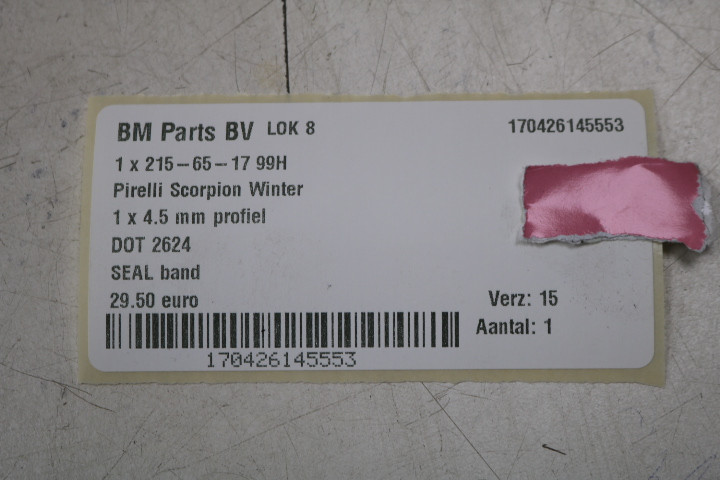 BM Parts BV LOK 8 170426145553
1 x 215-65-17 99H
Pirelli Scorpion Winter
1 x 4.5 mm profiel
DOT 2624
SEAL band
29.50 euro Verz: 15
Aantal: 1
170426145553